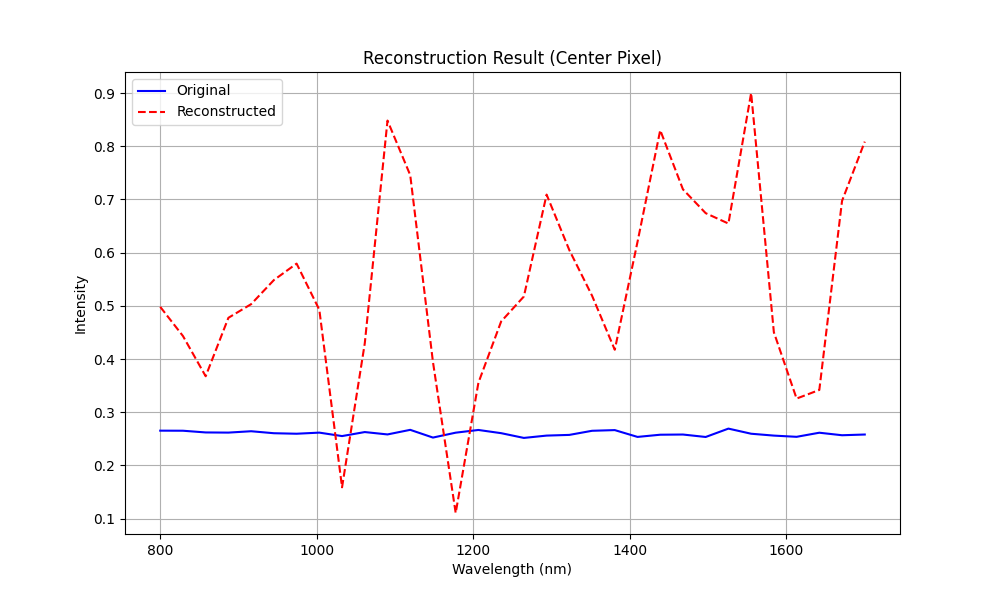 Reconstruction Result (Center Pixel)
Original
Reconstructed
0.9
0.8
0.7
0.6
0.5
0.4
0.3
0.2
0.1
Intensity
800 1000 1200 1400 1600
Wavelength (nm)